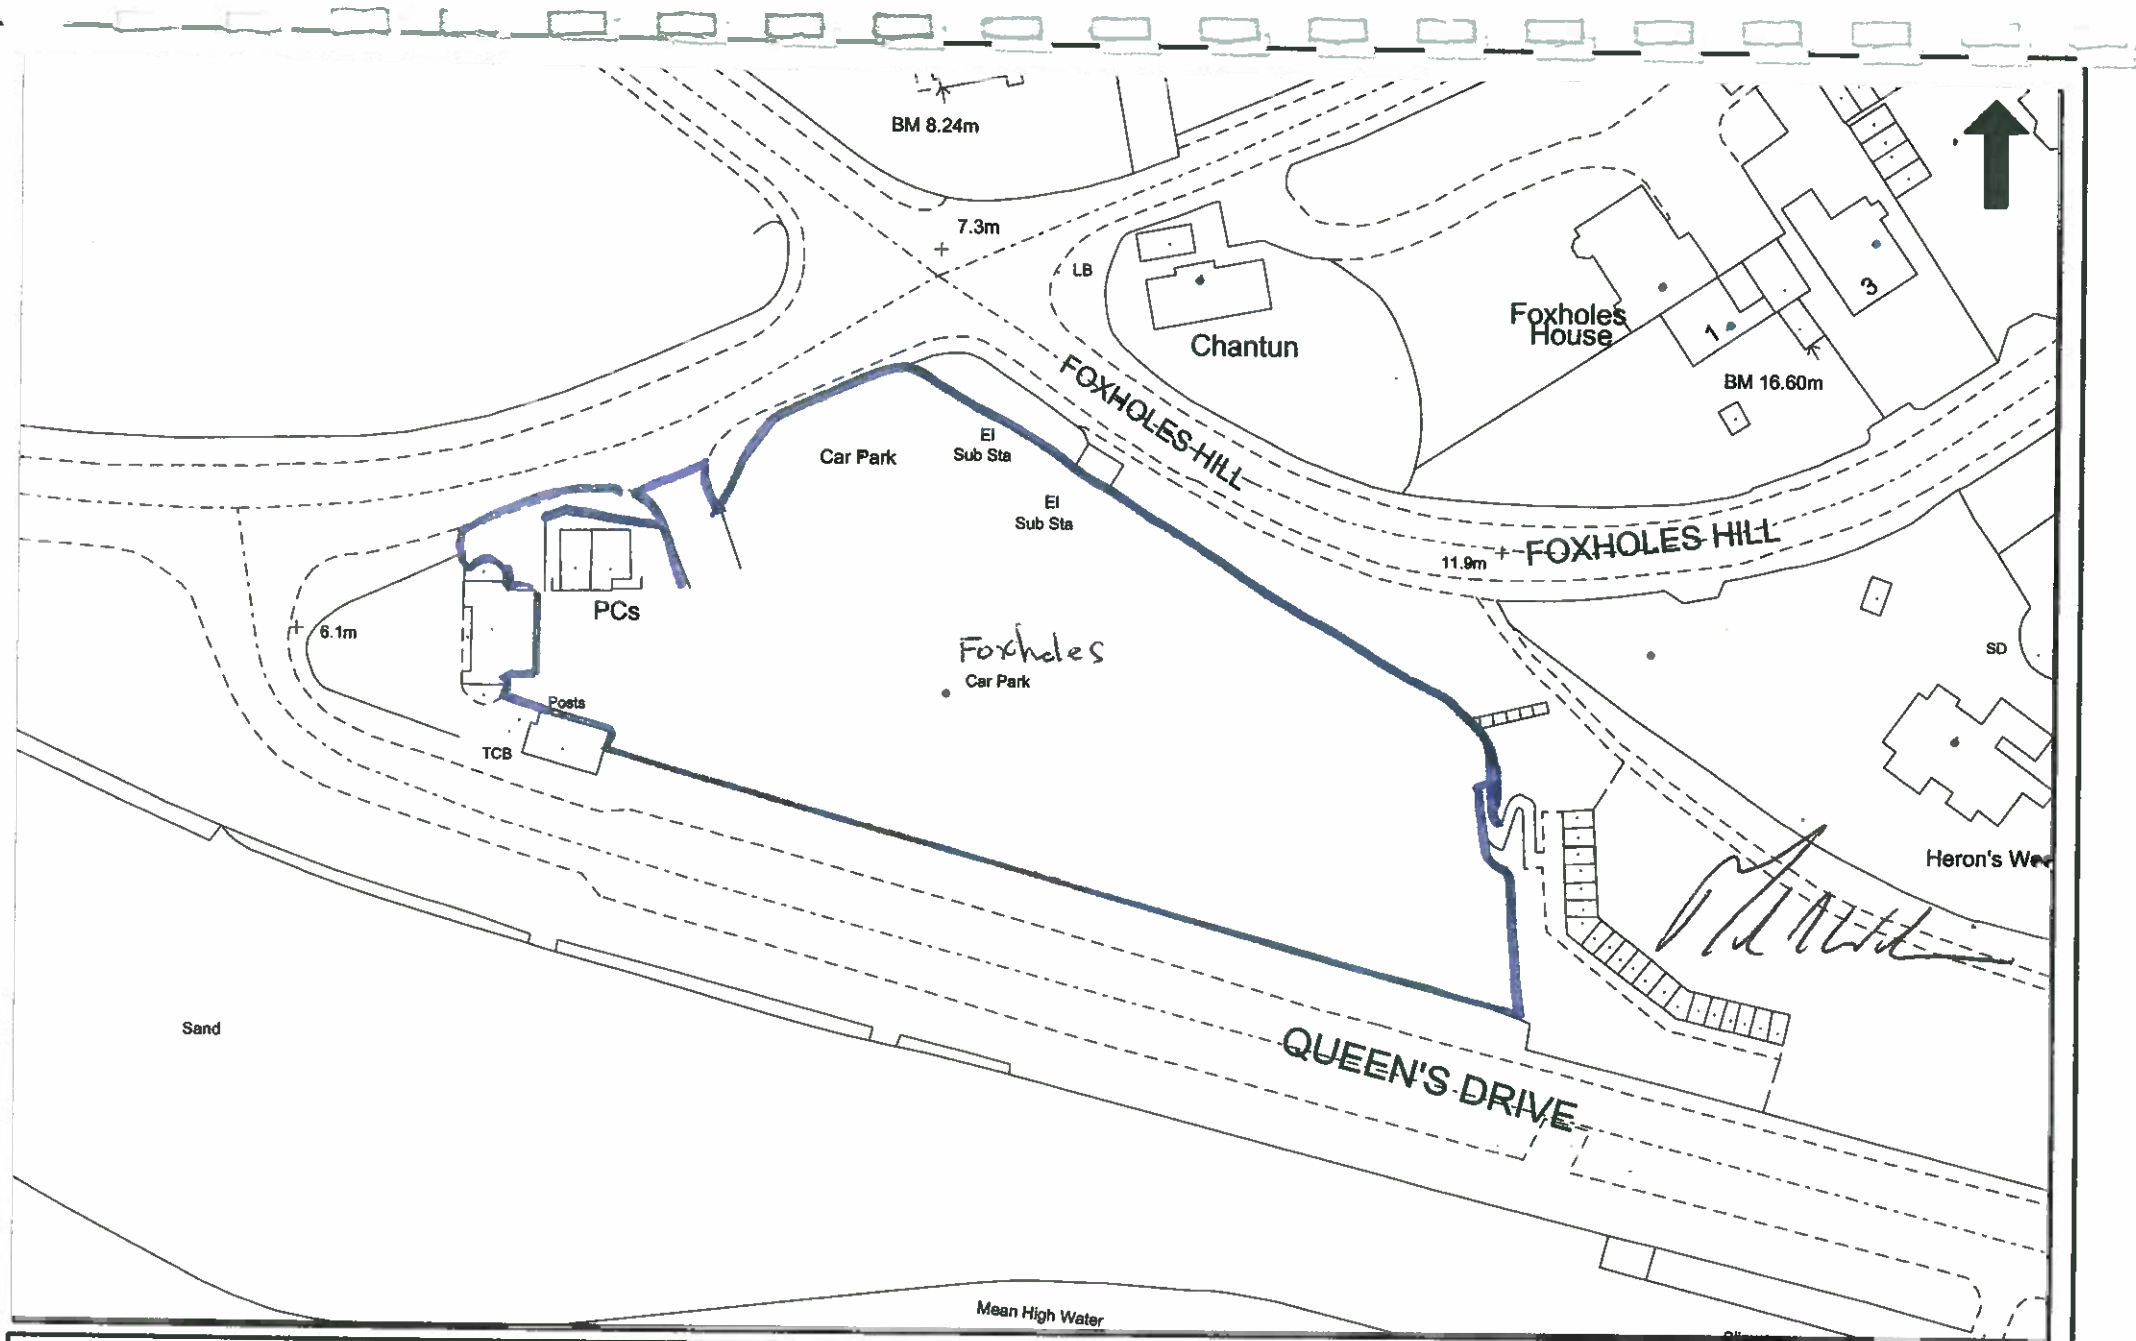 BM 8.24m
7.3m
LB
Chantun
Foxholes
House
1
3
BM 16.60m
FOXHOLES HILL
El
Sub Sta
Car Park
El
Sub Sta
11.9m
FOXHOLES HILL
PCs
6.1m
Foxholes
Car Park
SD
Posts
TCB
Heron's
Sand
QUEEN'S DRIVE
Mean High Water